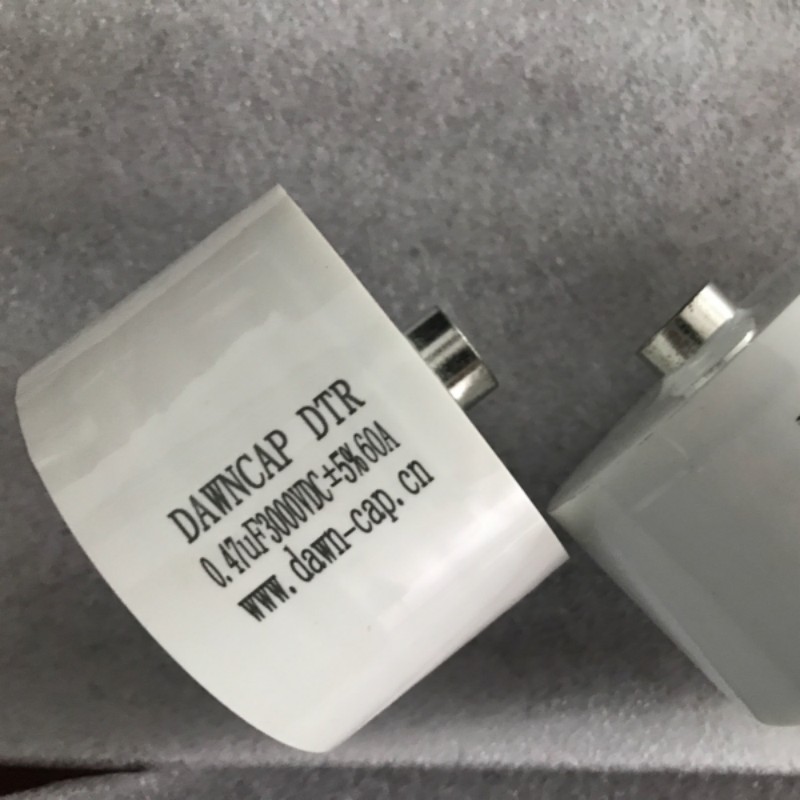 DAWNCAP DTR
0.47uF3000VDC±5%60A
www.dawn-cap.cn